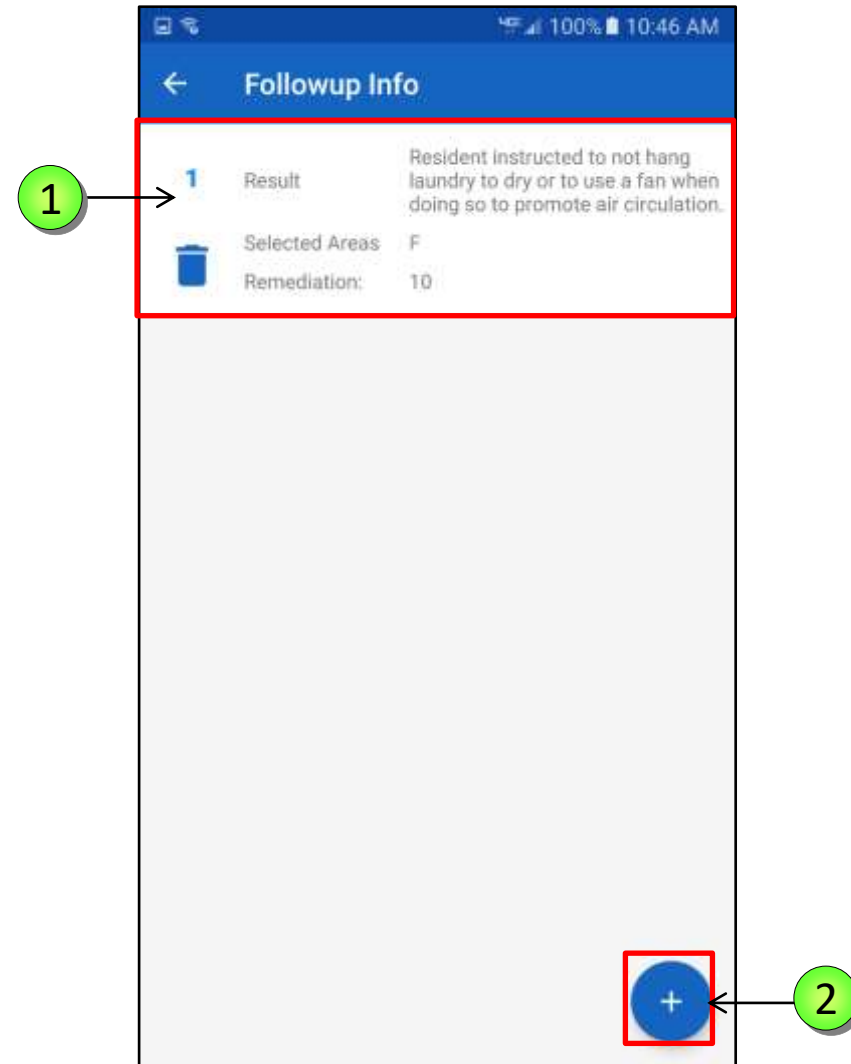 100% 10:46 AM
Followup Info
1
1
Result
Resident instructed to not hang
laundry to dry or to use a fan when
doing so to promote air circulation.
Selected Areas F
Remediation: 10
+
2